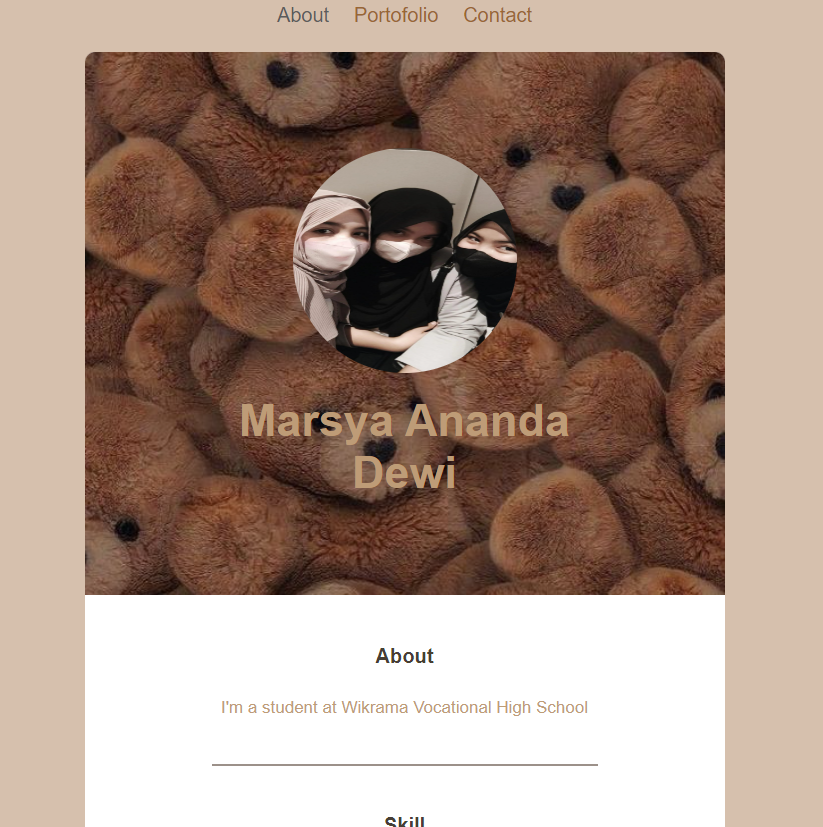 About Portofolio Contact
Marsya Ananda
Dewi
About
I'm a student at Wikrama Vocational High School
Skill